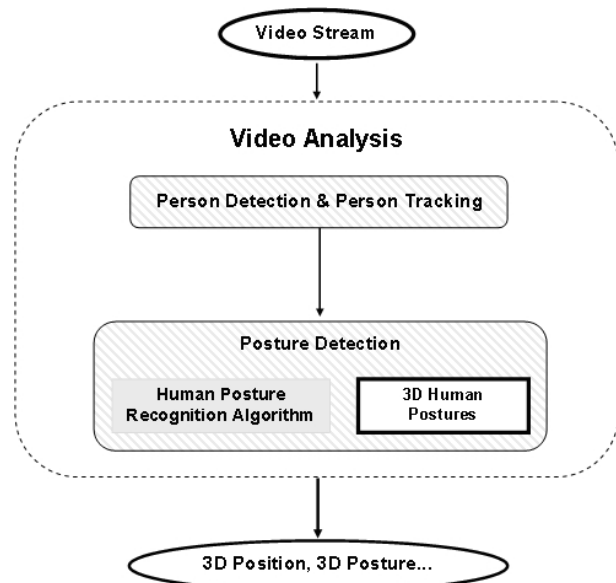 Video Stream
Video Analysis
Person Detection & Person Tracking
Posture Detection
Human Posture
Recognition Algorithm
3D Human
Postures
3D Position, 3D Posture...